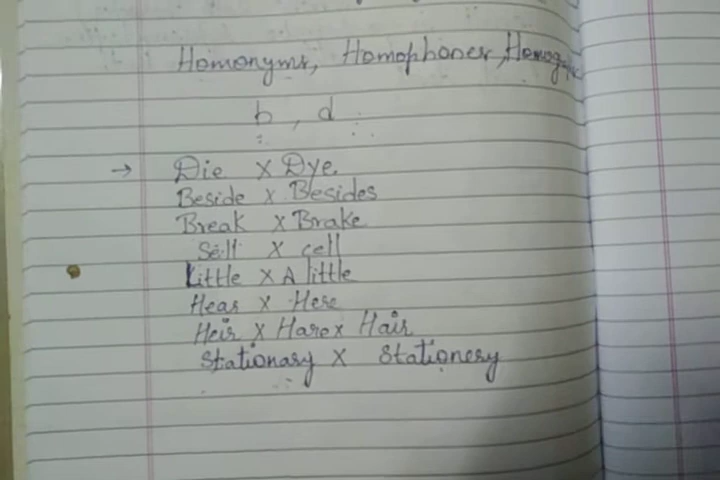 Homonyms, Homophones,
b, d
→ Die X Dye.
Beside X Besides
Break X Brake
Sell X cell
Little X A little
Hear X Here
Heir X Hare x Hair
Stationary X Stationery